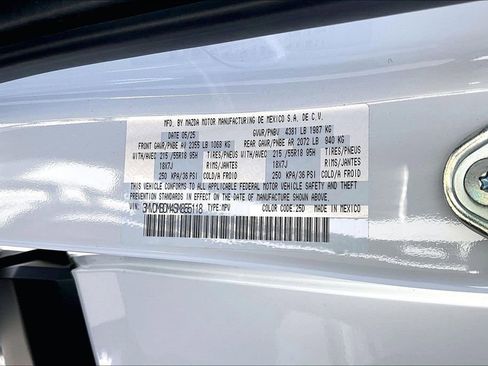 MFD. BY MAZDA MOTOR MANUFACTURING DE MEXICO S.A. DE C.V.
DATE 05/25 GVWR/PNBV 4381 LB 1987 KG
FRONT GAWR/PNBE AV 2355 LB 1068 KG REAR GAWR/PNBE AR 2072 LB 940 KG
WITH/AVEC 215 /55R18 95H TIRES/PNEUS WITH/AVEC 215 /55R18 95H TIRES/PNEUS
18X7J RIMS/JANTES 18X7J RIMS/JANTES
250 KPA/36 PSI COLD/A FROID 250 KPA/36 PSI COLD/A FROID
THIS VEHICLE CONFORMS TO ALL APPLICABLE FEDERAL MOTOR VEHICLE SAFETY AND THEFT
PREVENTION STANDARDS IN EFFECT ON THE DATE OF MANUFACTURE SHOWN ABOVE.
VIN: TYPE:MPV COLOR CODE:25D MADE IN MEXICO